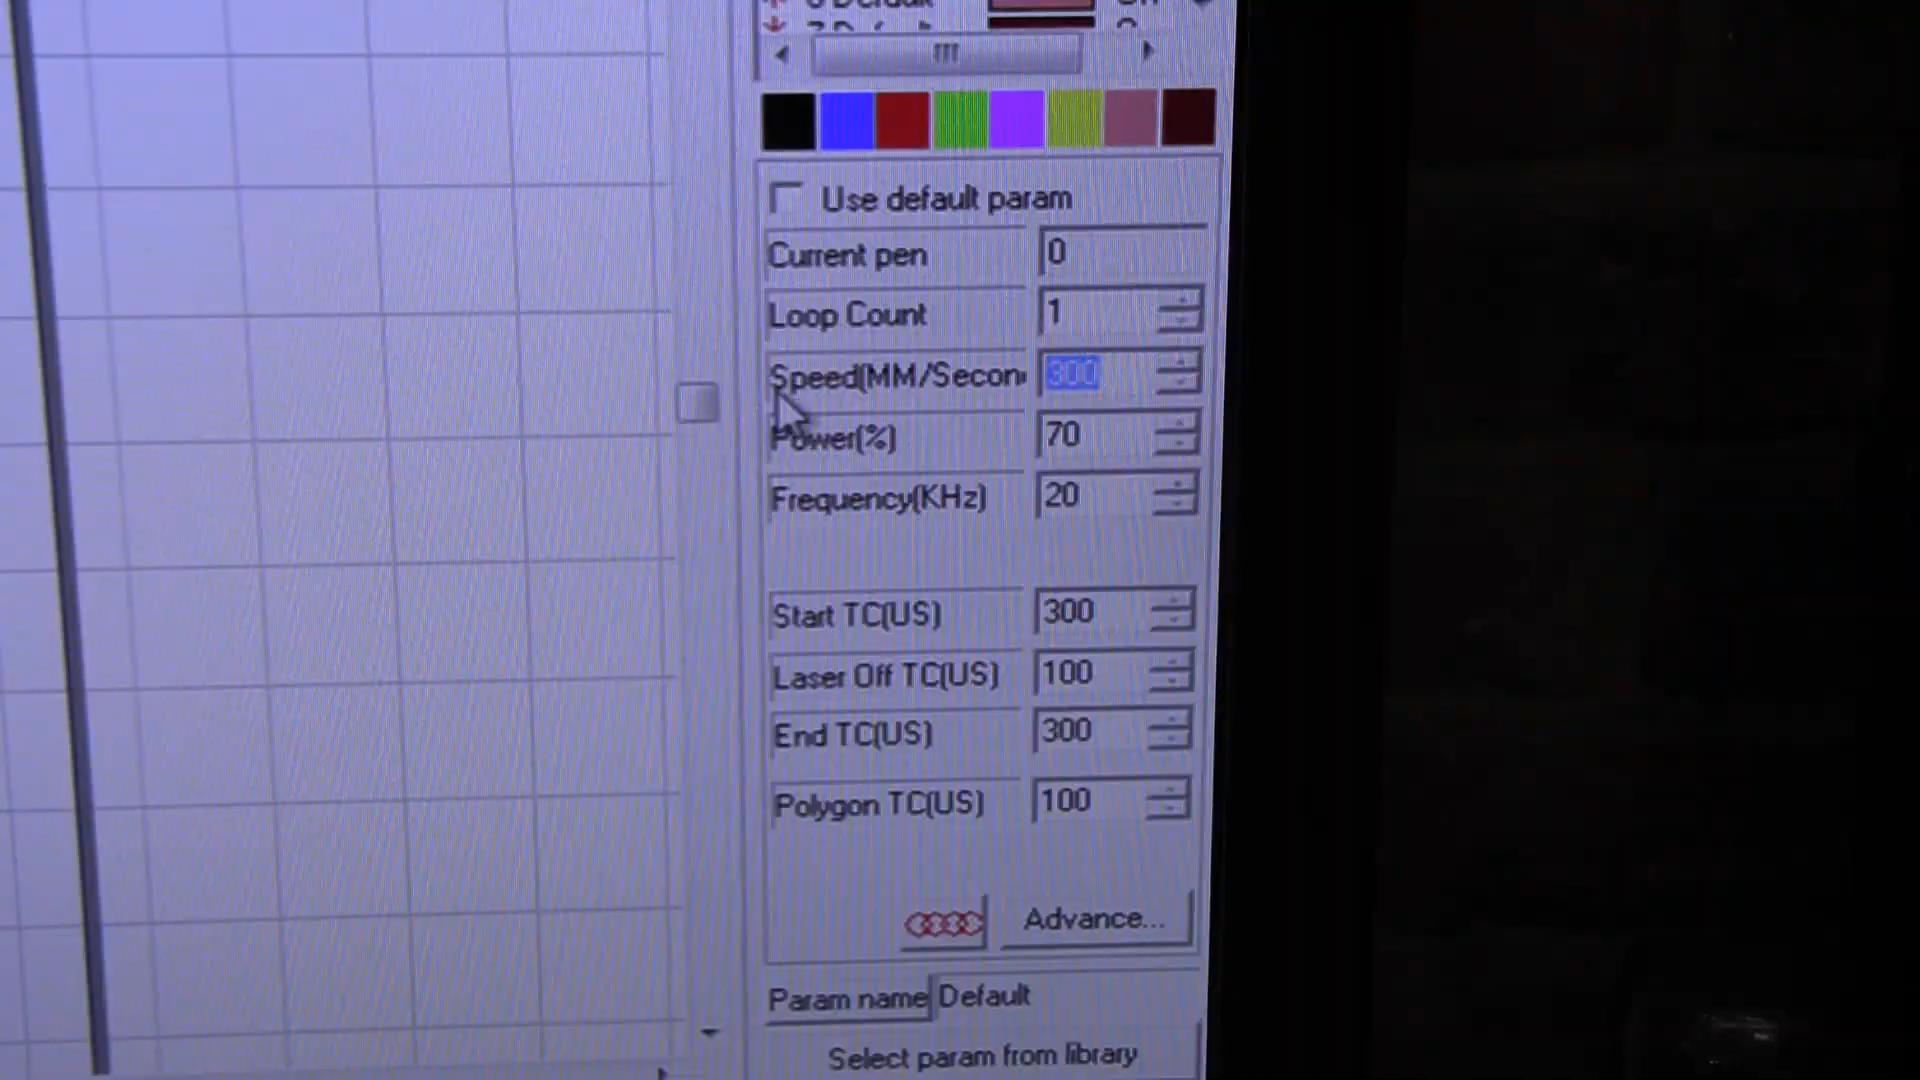 Use default param
Current pen 0
Loop Count 1
Speed(MM/Secon 300
Power(%) 70
Frequency(KHz) 20
Start TC(US) 300
Laser Off TC(US) 100
End TC(US) 300
Polygon TC(US) 100
Advance...
Param name Default
Select param from library